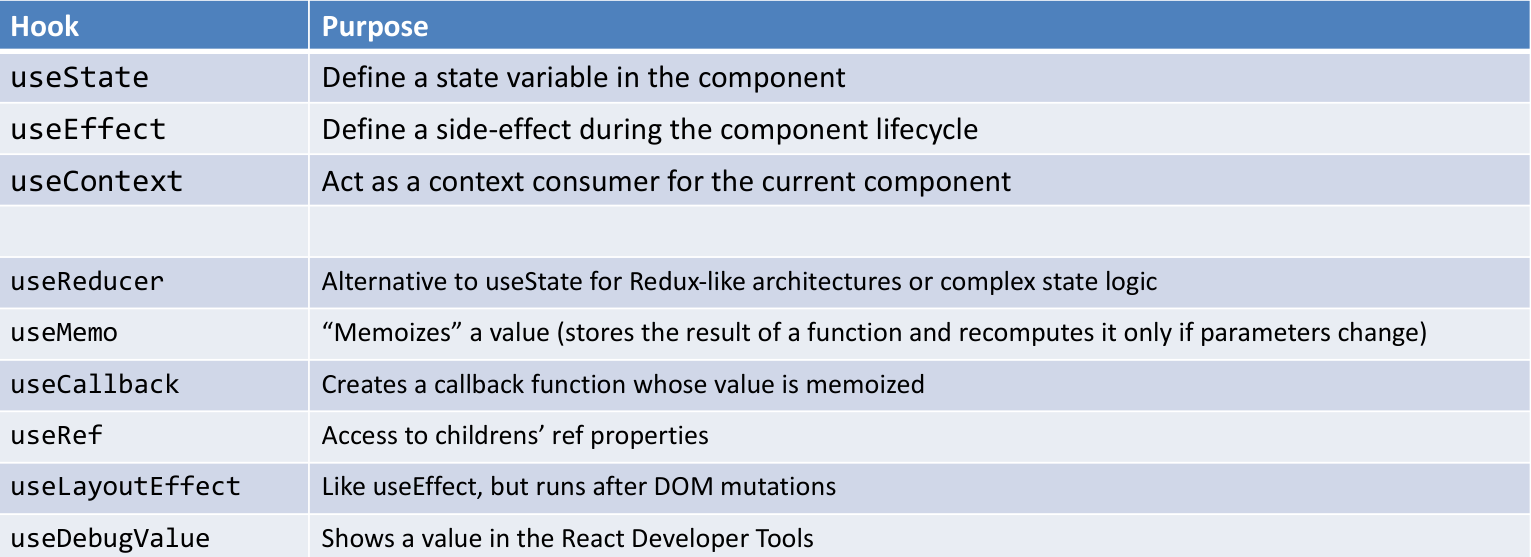 Hook Purpose
useState Define a state variable in the component
useEffect Define a side-effect during the component lifecycle
useContext Act as a context consumer for the current component
useReducer Alternative to useState for Redux-like architectures or complex state logic
useMemo “Memoizes” a value (stores the result of a function and recomputes it only if parameters change)
useCallback Creates a callback function whose value is memoized
useRef Access to childrens’ ref properties
useLayoutEffect Like useEffect, but runs after DOM mutations
useDebugValue Shows a value in the React Developer Tools